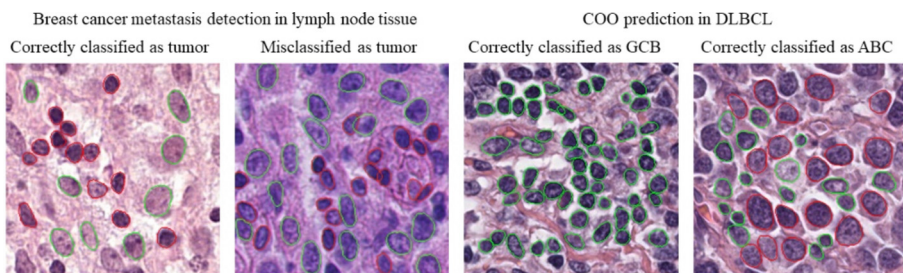 Breast cancer metastasis detection in lymph node tissue
COO prediction in DLBCL
Correctly classified as tumor
Misclassified as tumor
Correctly classified as GCB
Correctly classified as ABC